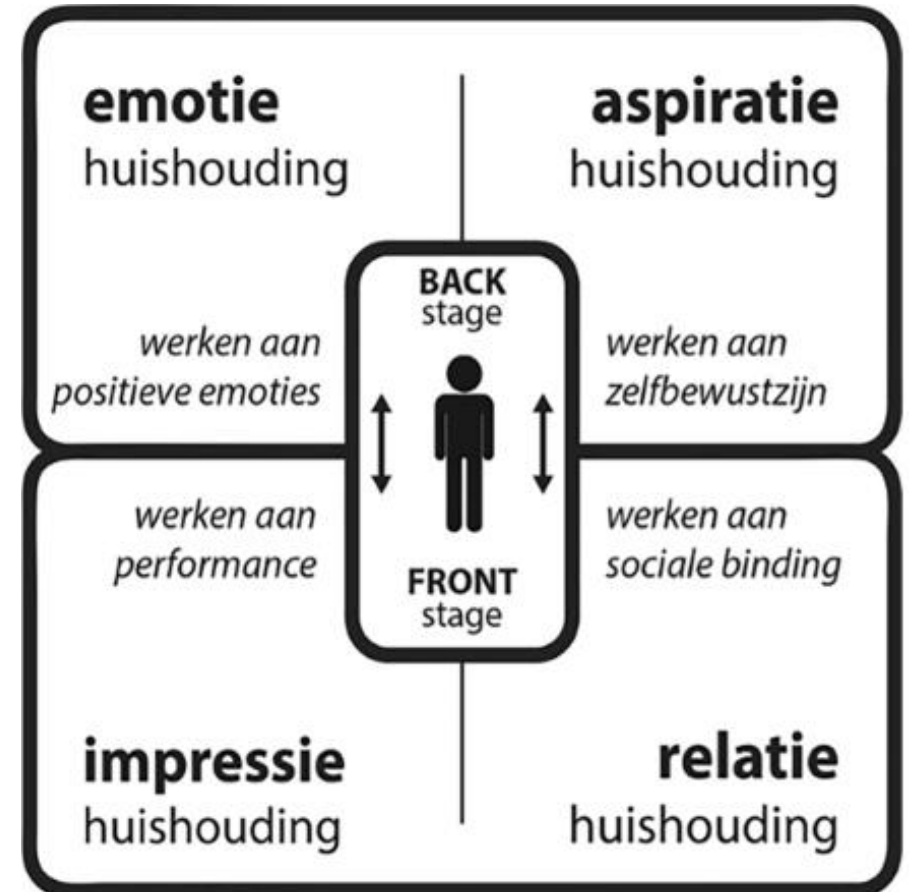 emotie
huishouding
aspiratie
huishouding
BACK
stage
werken aan
positieve emoties
werken aan
zelfbewustzijn
werken aan
performance
werken aan
sociale binding
FRONT
stage
impressie
huishouding
relatie
huishouding